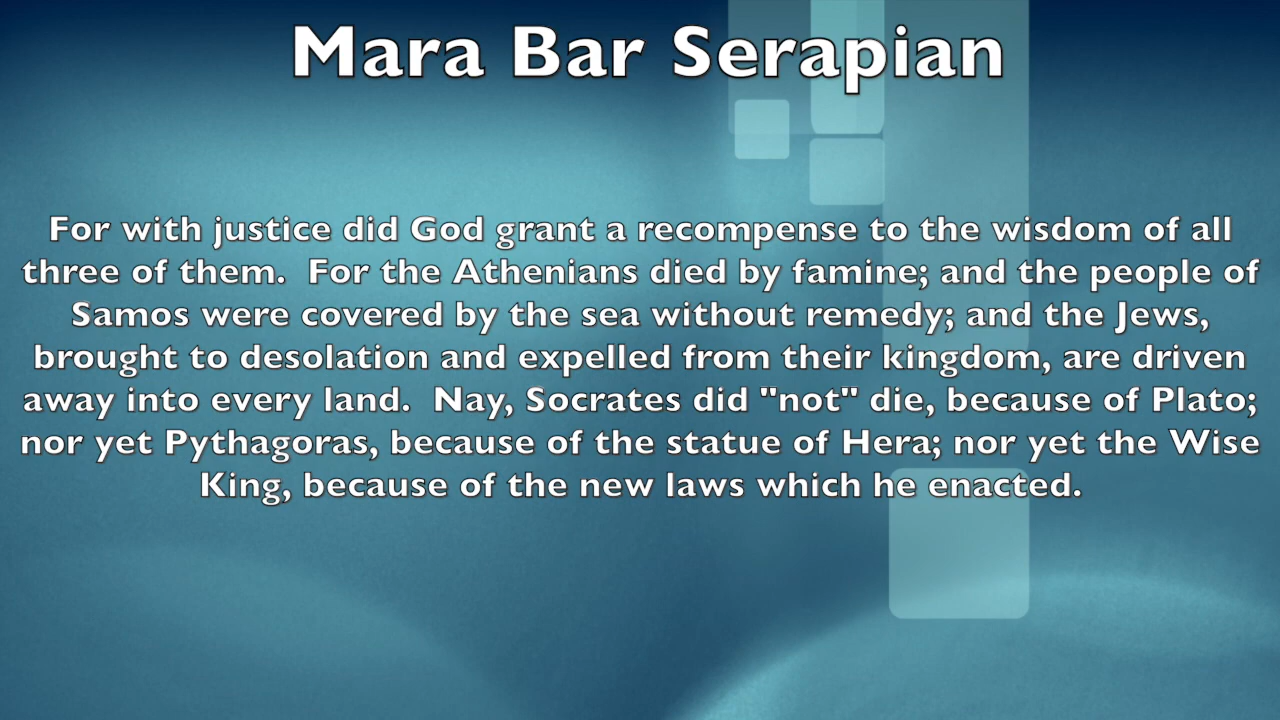 Mara Bar Serapian
For with justice did God grant a recompense to the wisdom of all
three of them.  For the Athenians died by famine; and the people of
Samos were covered by the sea without remedy; and the Jews,
brought to desolation and expelled from their kingdom, are driven
away into every land.  Nay, Socrates did "not" die, because of Plato;
nor yet Pythagoras, because of the statue of Hera; nor yet the Wise
King, because of the new laws which he enacted.